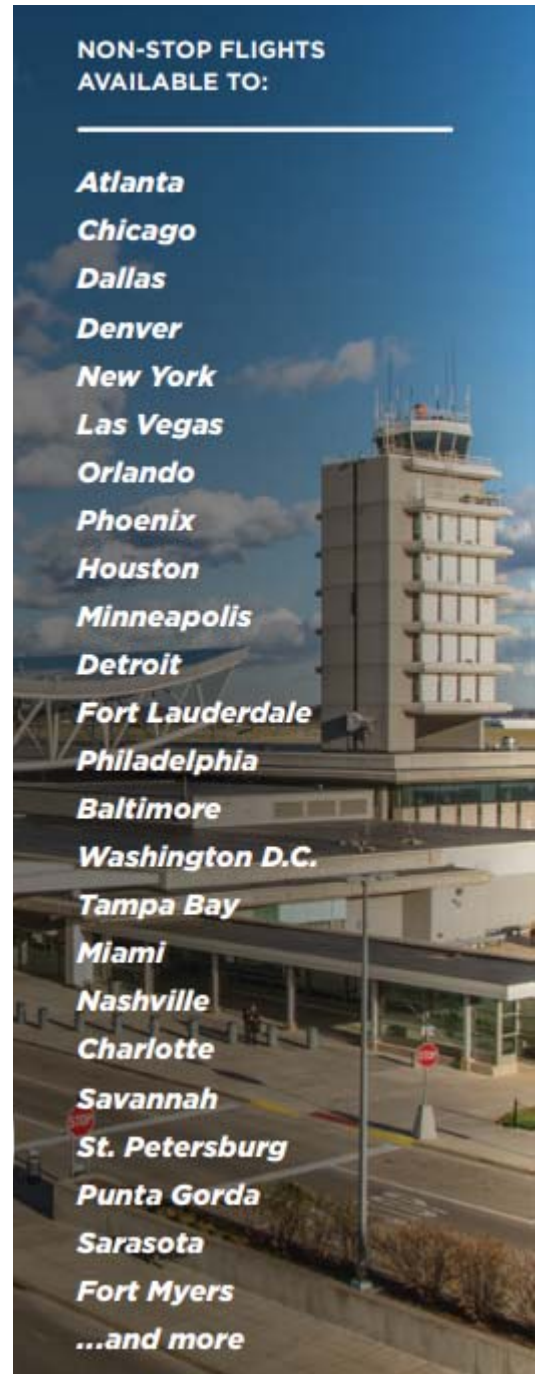 NON-STOP FLIGHTS
AVAILABLE TO:
Atlanta
Chicago
Dallas
Denver
New York
Las Vegas
Orlando
Phoenix
Houston
Minneapolis
Detroit
Fort Lauderdale
Philadelphia
Baltimore
Washington D.C.
Tampa Bay
Miami
Nashville
Charlotte
Savannah
St. Petersburg
Punta Gorda
Sarasota
Fort Myers
...and more
STOP
STOP